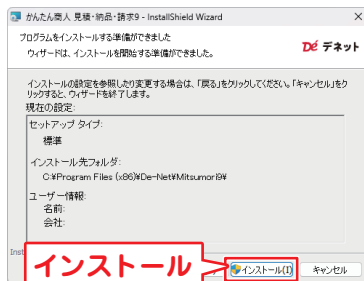 かんたん商人 見積・納品・請求9 - InstallShield Wizard
プログラムをインストールする準備ができました
ウィザードは、インストールを開始する準備ができました。
Dé デネット
インストールの設定を参照したり変更する場合は、「戻る」をクリックしてください。「キャンセル」をク
リックすると、ウィザードを終了します。
現在の設定:
セットアップ タイプ:
標準
インストール先フォルダ:
C:¥Program Files (x86)¥De-Net¥Mitsumori9¥
ユーザー情報:
名前:
会社:
Inst
インストール
インストール(I)
キャンセル